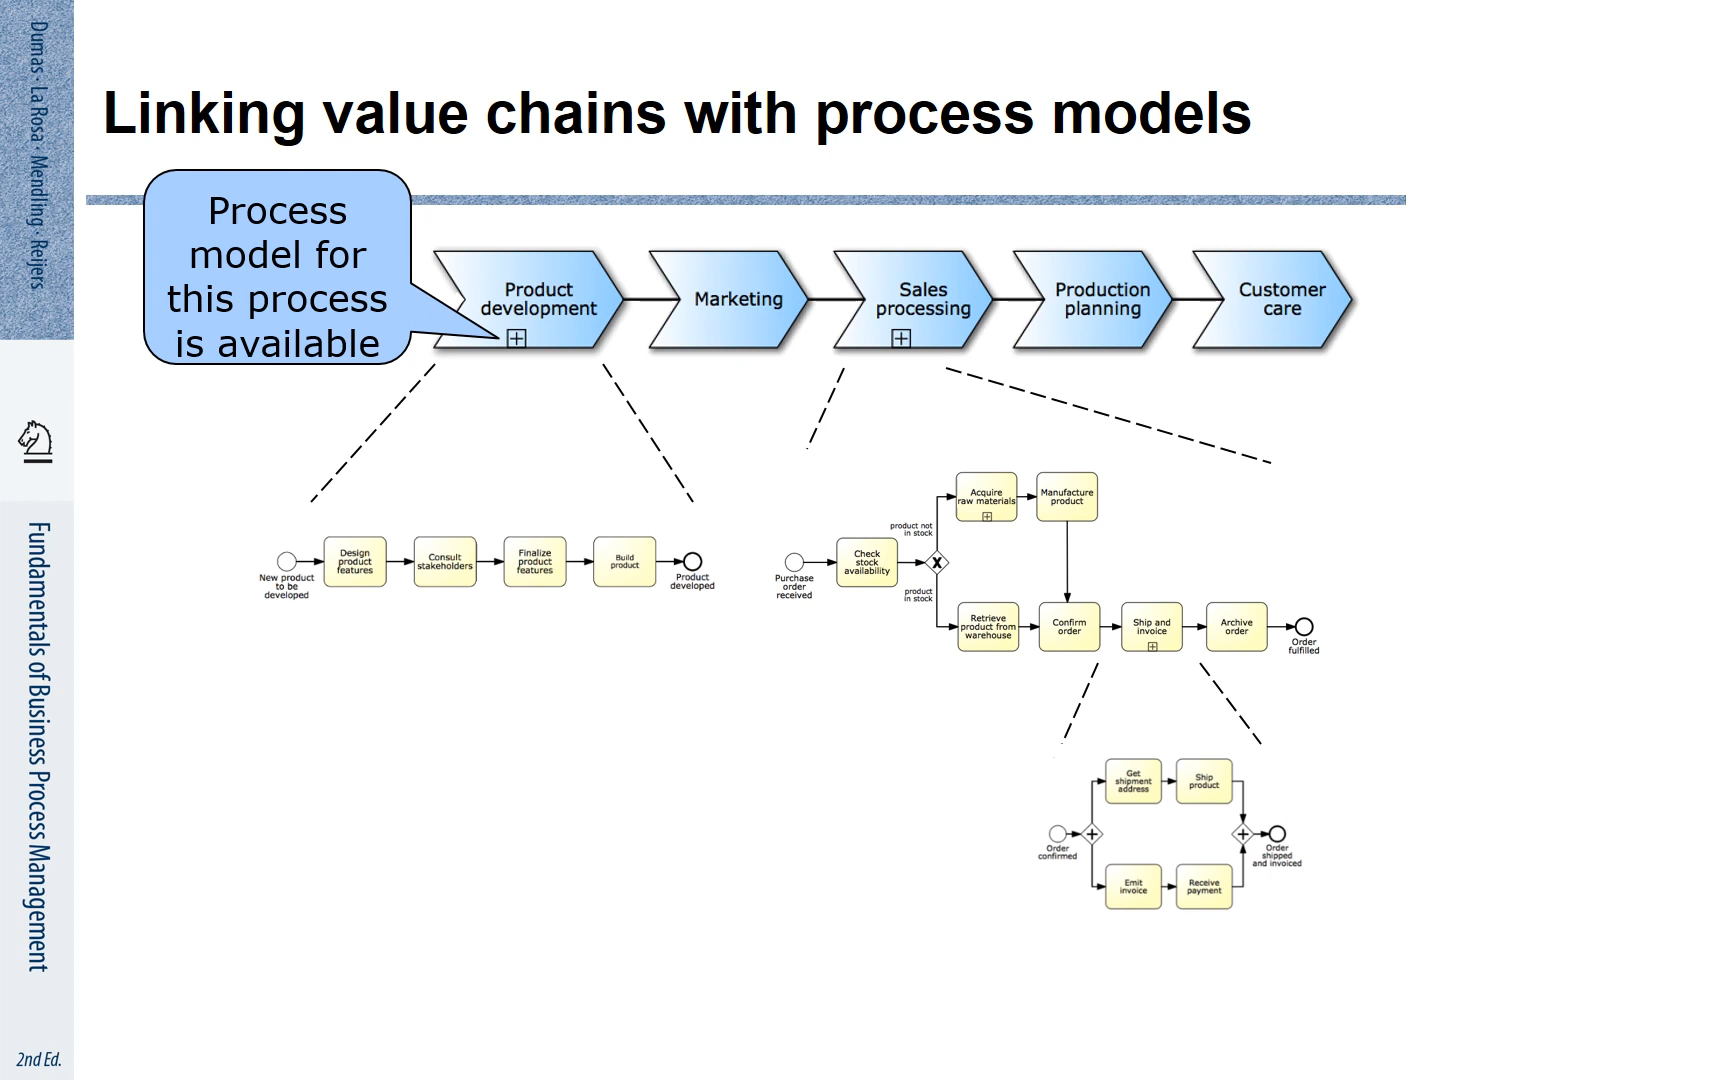 Dumas · La Rosa · Mendling · Reijers
Fundamentals of Business Process Management
2nd Ed.
Linking value chains with process models
Process
model for
this process
is available
Product
development
Marketing
Sales
processing
Production
planning
Customer
care
New product
to be
developed
Design
product
features
Consult
stakeholders
Finalize
product
features
Build
product
Product
developed
Purchase
order
received
Check
stock
availability
X
product not
in stock
Acquire
raw materials
Manufacture
product
product
in stock
Retrieve
product from
warehouse
Confirm
order
Ship and
invoice
Archive
order
Order
fulfilled
Order
confirmed
Get
shipment
address
Ship
product
Emit
invoice
Receive
payment
Order
shipped
and invoiced